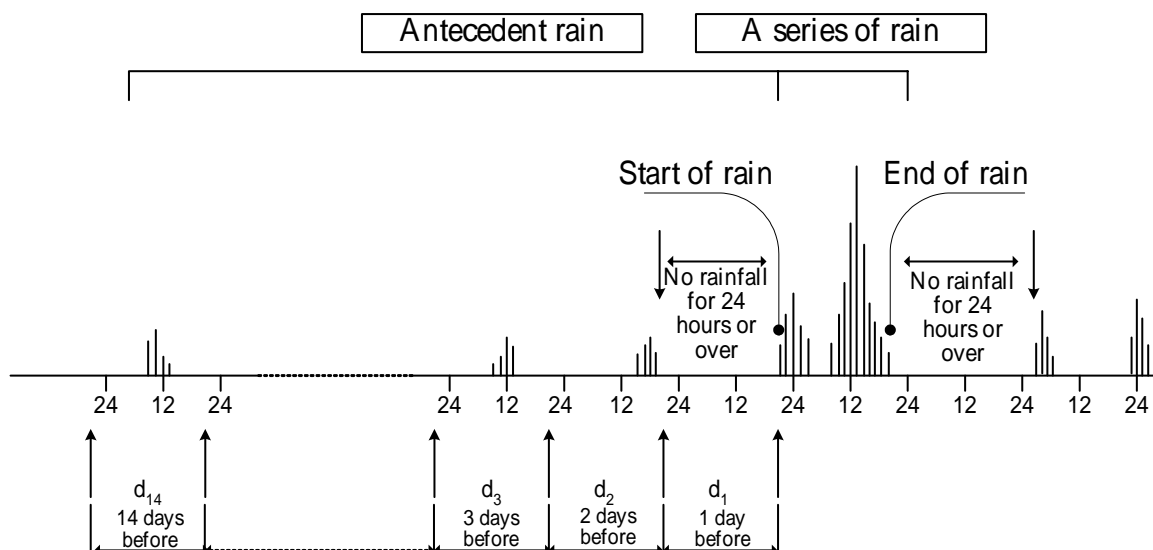 Antecedent rain
A series of rain
Start of rain
End of rain
No rainfall
for 24
hours or
over
No rainfall
for 24
hours or
over
24 12 24 24 12 24 12 24 12 24 12 24 12 24 12 24
d14
14 days
before
d3
3 days
before
d2
2 days
before
d1
1 day
before